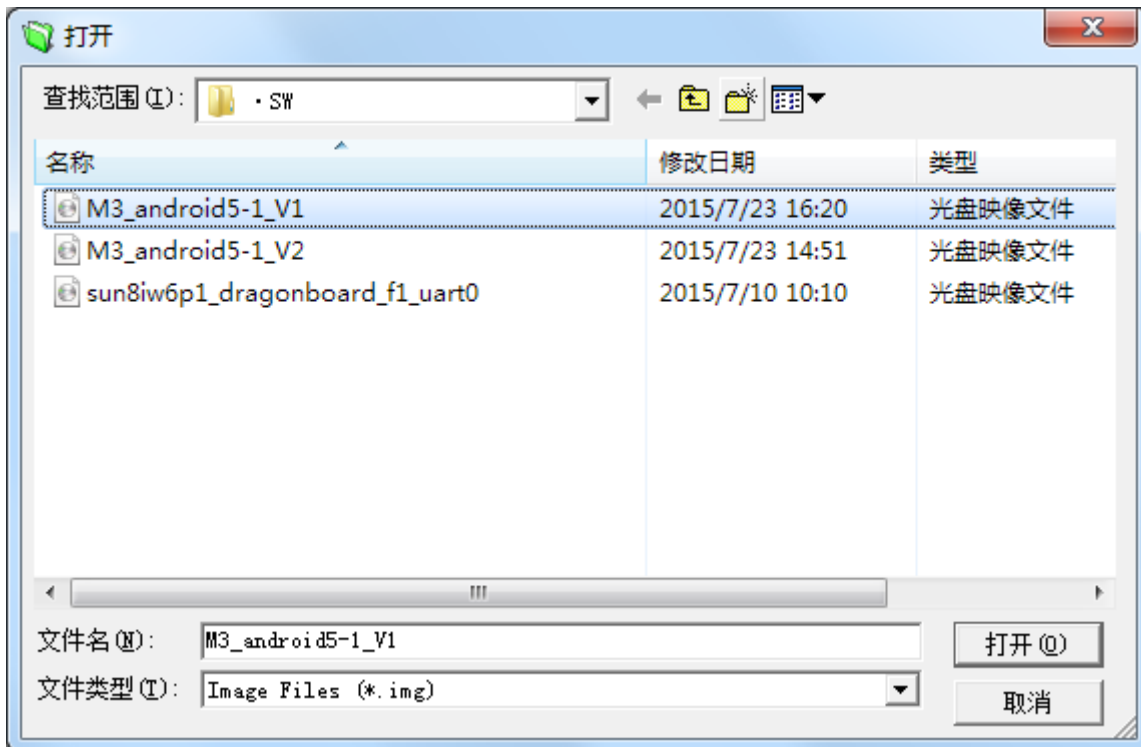 打开
查找范围(I): ·SW
名称 修改日期 类型
M3_android5-1_V1 2015/7/23 16:20 光盘映像文件
M3_android5-1_V2 2015/7/23 14:51 光盘映像文件
sun8iw6p1_dragonboard_f1_uart0 2015/7/10 10:10 光盘映像文件
文件名(N): M3_android5-1_V1 打开(O)
文件类型(T): Image Files (*.img) 取消